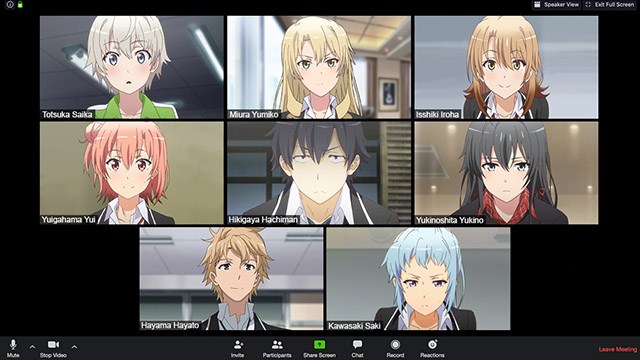 Speaker View
Exit Full Screen
Totsuka Saika
Miura Yumiko
Isshiki Iroha
Yuigahama Yui
Hikigaya Hachiman
Yukinoshita Yukino
Hayama Hayato
Kawasaki Saki
Mute
Stop Video
Invite
Participants
Share Screen
Chat
Record
Reactions
Leave Meeting